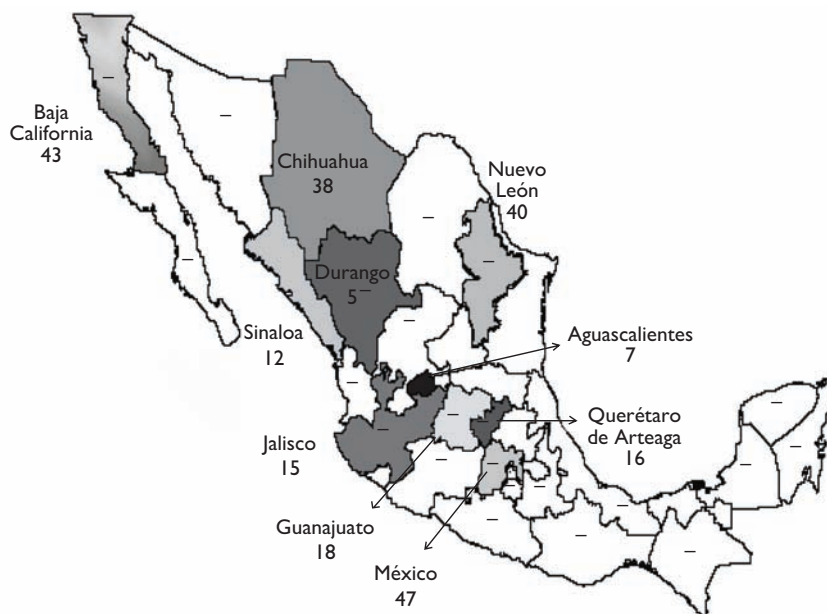 Baja
California
43
Chihuahua
38
Nuevo
León
40
Durango
5
Sinaloa
12
Aguascalientes
7
Jalisco
15
Querétaro
de Arteaga
16
Guanajuato
18
México
47